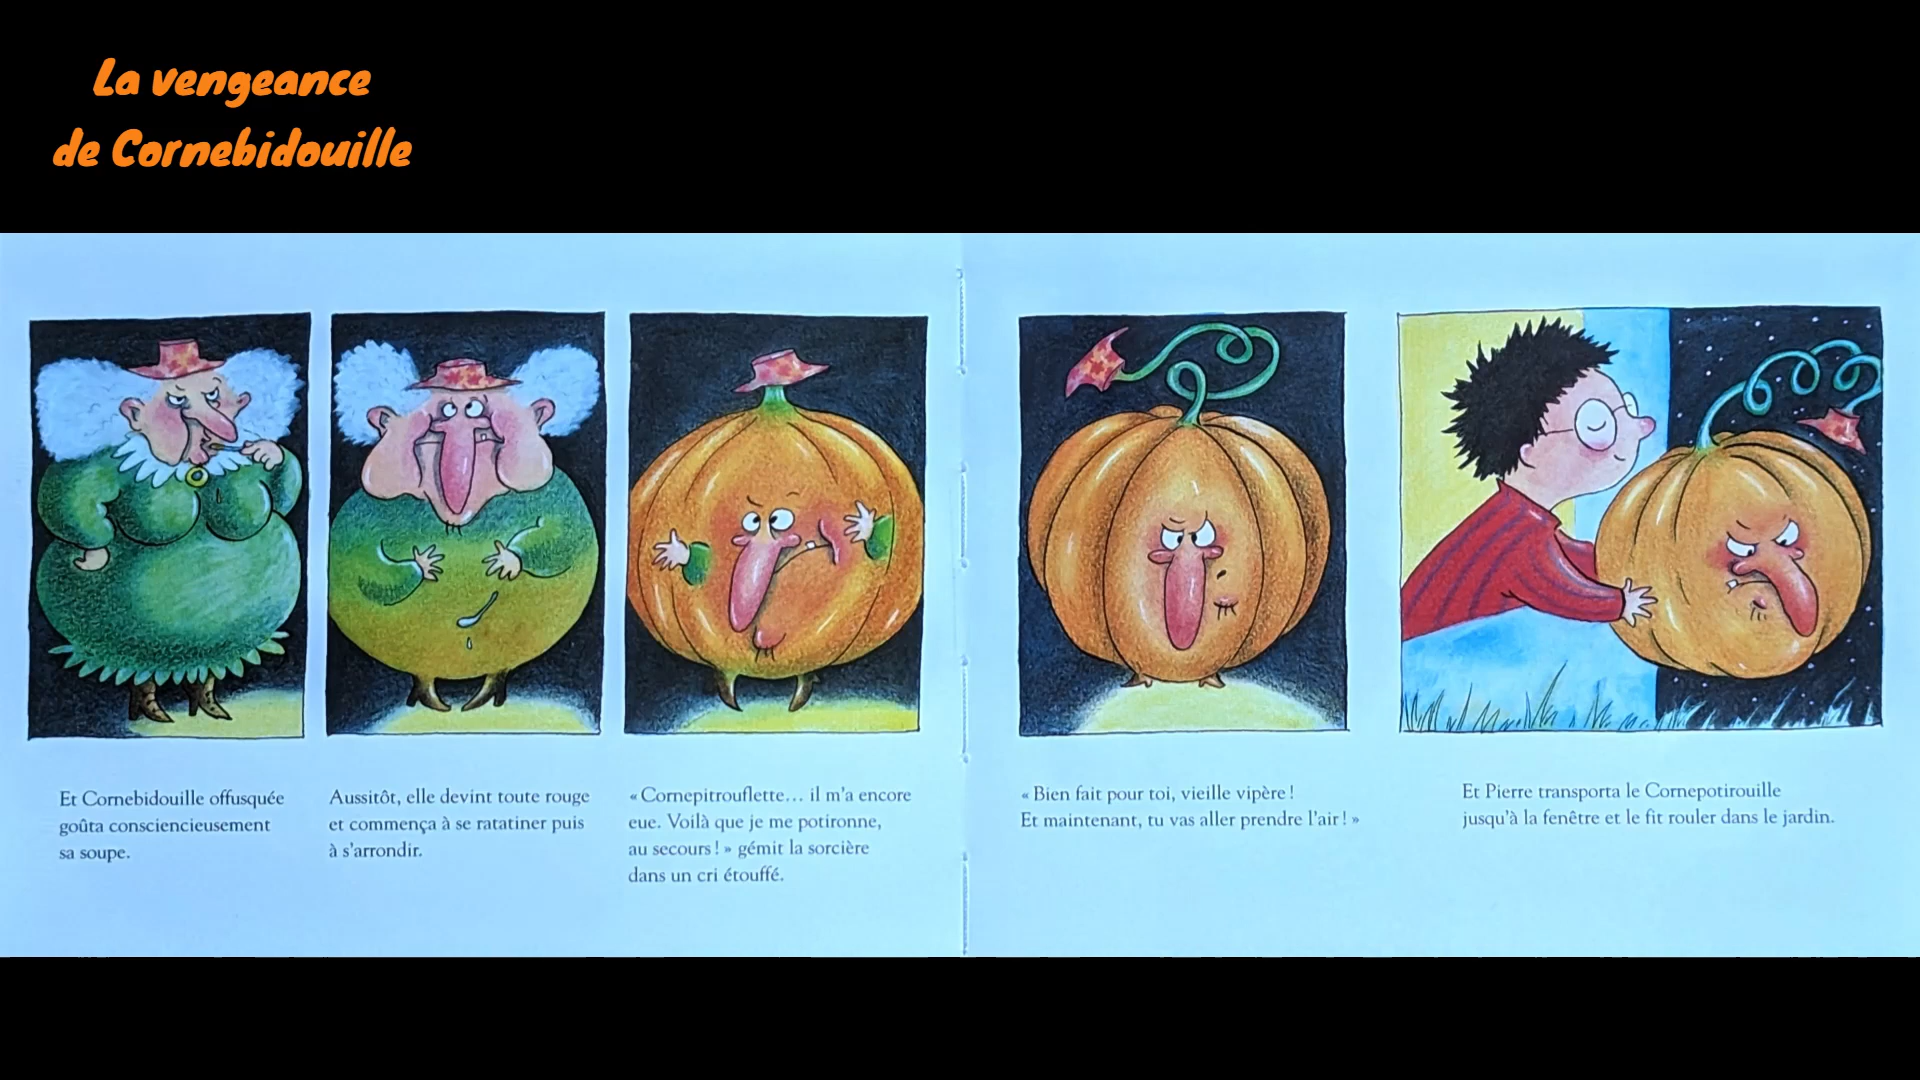 La vengeance
de Cornebidouille
Et Cornebidouille offusquée
goûta consciencieusement
sa soupe.
Aussitôt, elle devint toute rouge
et commença à se ratatiner puis
à s'arrondir.
« Cornepitrouflette… il m'a encore
eue. Voilà que je me potironne,
au secours ! » gémit la sorcière
dans un cri étouffé.
« Bien fait pour toi, vieille vipère !
Et maintenant, tu vas aller prendre l'air ! »
Et Pierre transporta le Cornepotirouille
jusqu'à la fenêtre et le fit rouler dans le jardin.